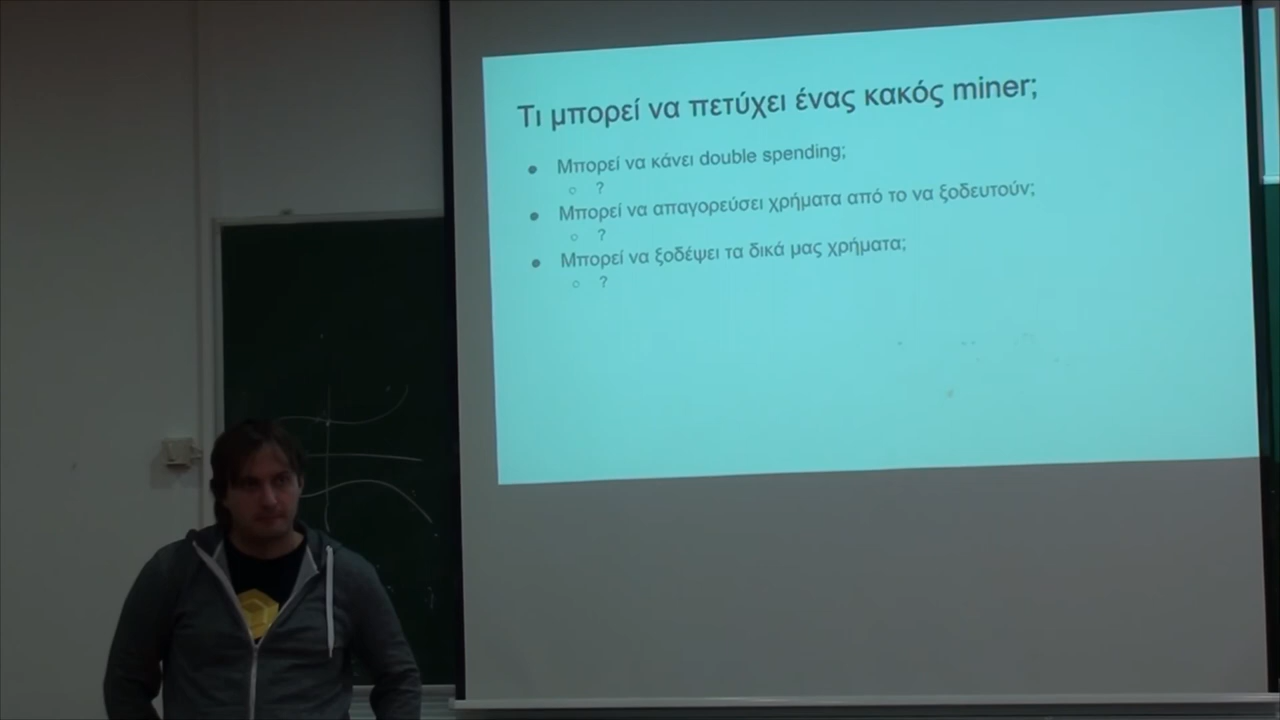 Τι μπορεί να πετύχει ένας κακός miner;
● Μπορεί να κάνει double spending;
○ ?
● Μπορεί να απαγορεύσει χρήματα από το να ξοδευτούν;
○ ?
● Μπορεί να ξοδέψει τα δικά μας χρήματα;
○ ?